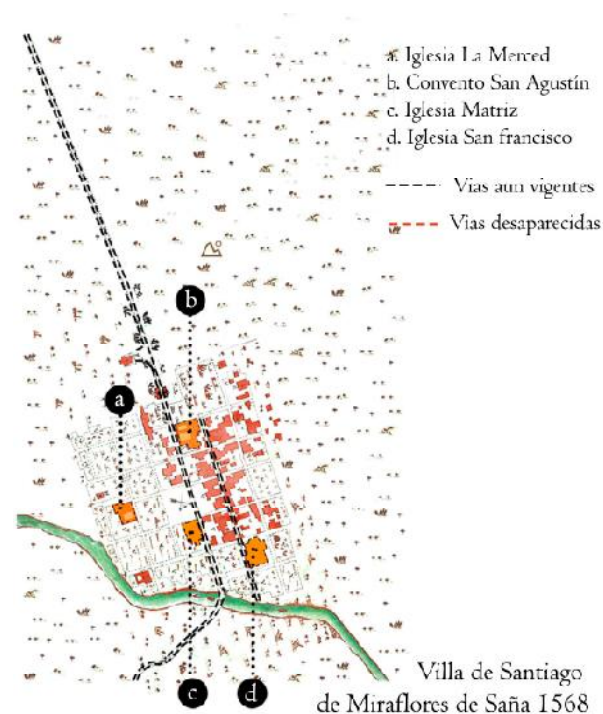 a. Iglesia La Merced
b. Convento San Agustín
c. Iglesia Matriz
d. Iglesia San francisco
Vias aun vigentes
Vias desaparecidas
b
a
c
d
Villa de Santiago
de Miraflores de Saña 1568